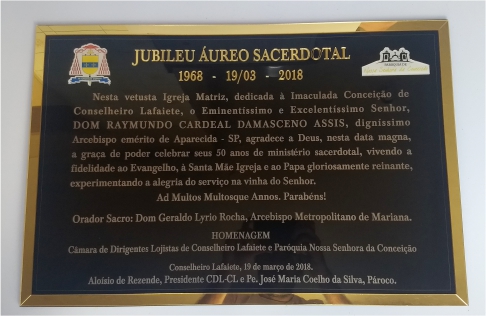 JUBILEU ÁUREO SACERDOTAL
1968 - 19/03 - 2018
Nesta vetusta Igreja Matriz, dedicada à Imaculada Conceição de
Conselheiro Lafaiete, o Eminentíssimo e Excelentíssimo Senhor,
DOM RAYMUNDO CARDEAL DAMASCENO ASSIS, digníssimo
Arcebispo emérito de Aparecida - SP, agradece a Deus, nesta data magna,
a graça de poder celebrar seus 50 anos de ministério sacerdotal, vivendo a
fidelidade ao Evangelho, à Santa Mãe Igreja e ao Papa gloriosamente reinante,
experimentando a alegria do serviço na vinha do Senhor.
Ad Multos Multosque Annos. Parabéns!
Orador Sacro: Dom Geraldo Lyrio Rocha, Arcebispo Metropolitano de Mariana.
HOMENAGEM
Câmara de Dirigentes Lojistas de Conselheiro Lafaiete e Paróquia Nossa Senhora da Conceição
Conselheiro Lafaiete, 19 de março de 2018.
Aloísio de Rezende, Presidente CDL-CL e Pe. José Maria Coelho da Silva, Pároco.